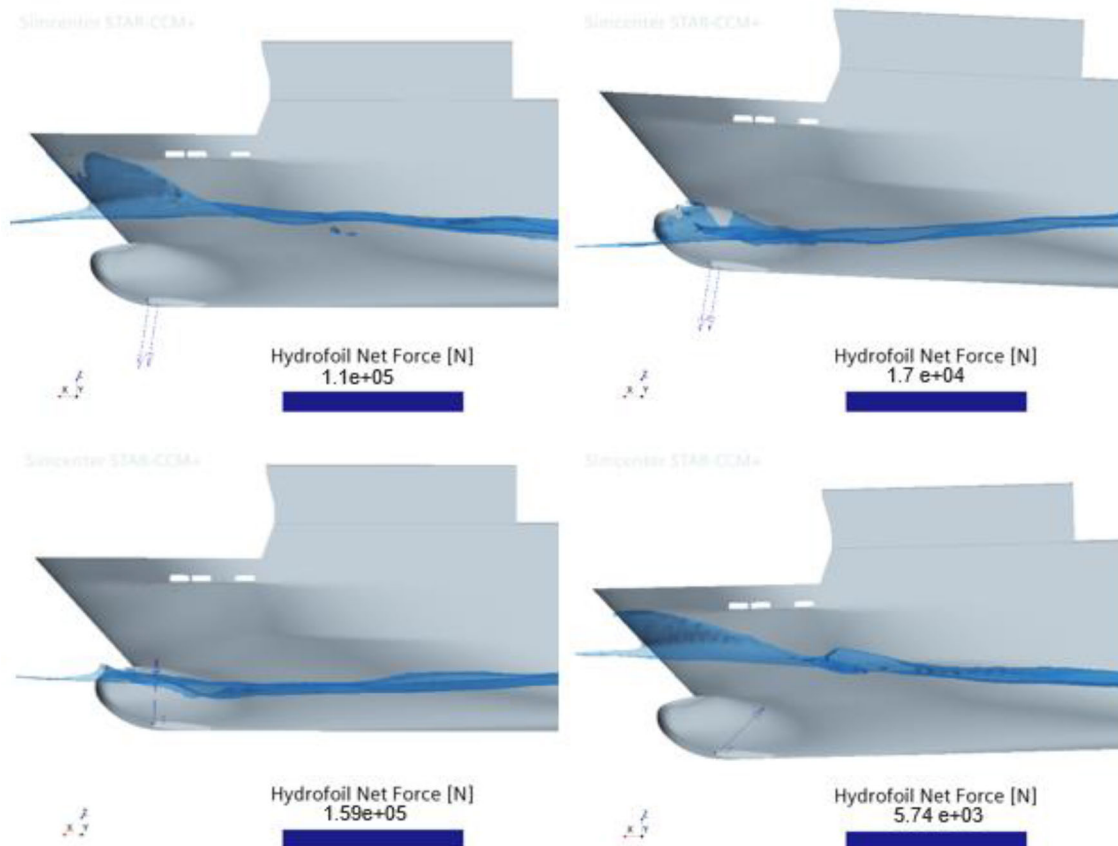 Simcenter STAR-CCM+
Simcenter STAR-CCM+
Hydrofoil Net Force [N]
1.1e+05
Hydrofoil Net Force [N]
1.7 e+04
Z
X Y
Z
X Y
Simcenter STAR-CCM+
Simcenter STAR-CCM+
Hydrofoil Net Force [N]
1.59e+05
Hydrofoil Net Force [N]
5.74 e+03
Z
X Y
Z
X Y